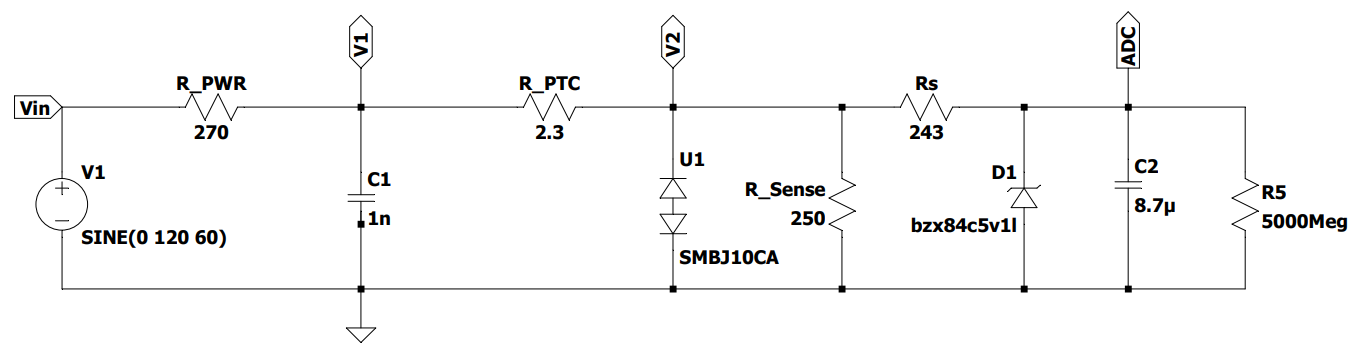 V1
V2
ADC
R_PWR
R_PTC
Rs
Vin
270
2.3
243
V1
C1
U1
D1
C2
R_Sense
R5
1n
250
bzx84c5v1l
8.7µ
5000Meg
SINE(0 120 60)
SMBJ10CA